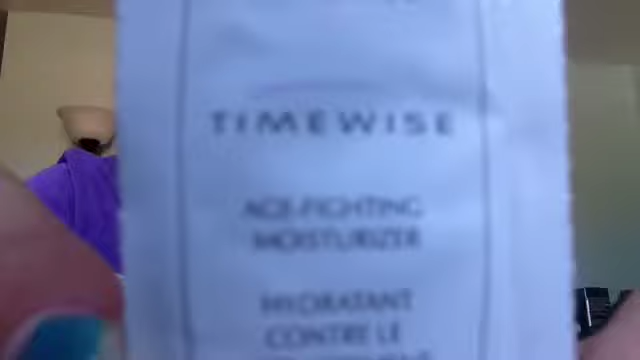 TIMEWISE
AGE-FIGHTING
MOISTURIZER
HYDRATANT
CONTRE LE